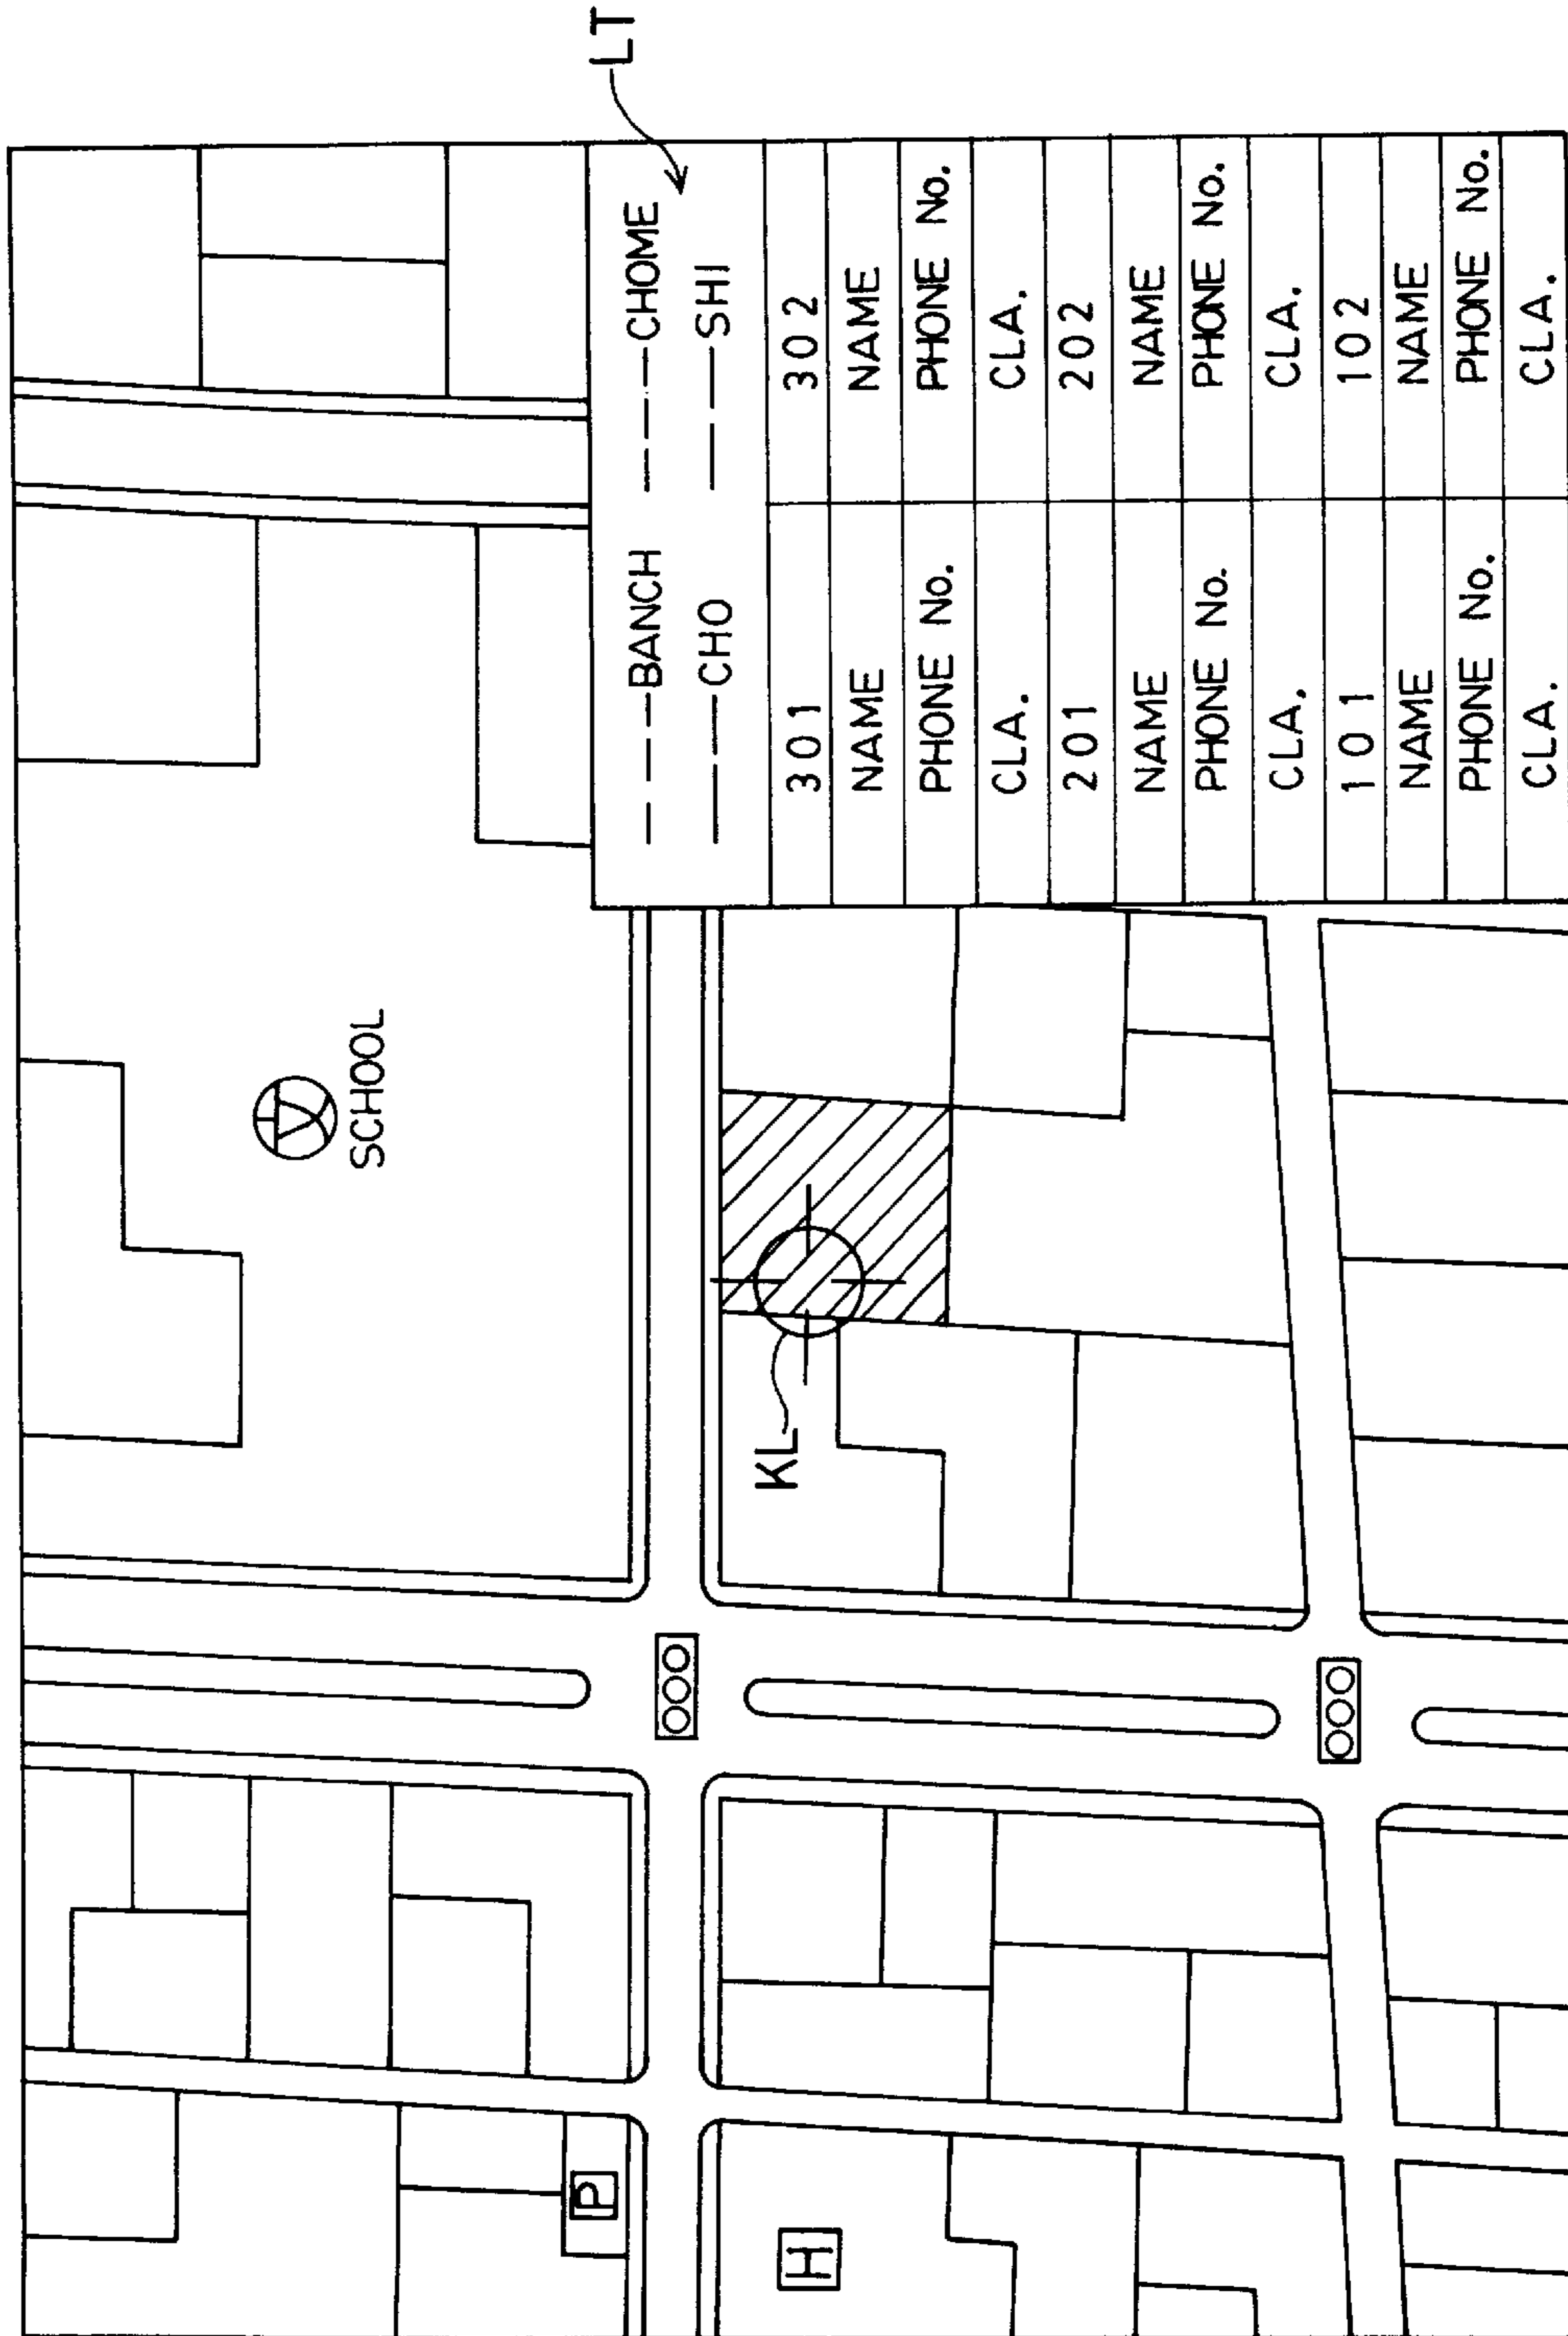 LT
— — — BANCH — — — CHOME
— — CHO — — SHI
301 302
NAME NAME
PHONE No. PHONE No.
CLA. CLA.
201 202
NAME NAME
PHONE No. PHONE No.
CLA. CLA.
101 102
NAME NAME
PHONE No. PHONE No.
CLA. CLA.
SCHOOL
KL
P
H